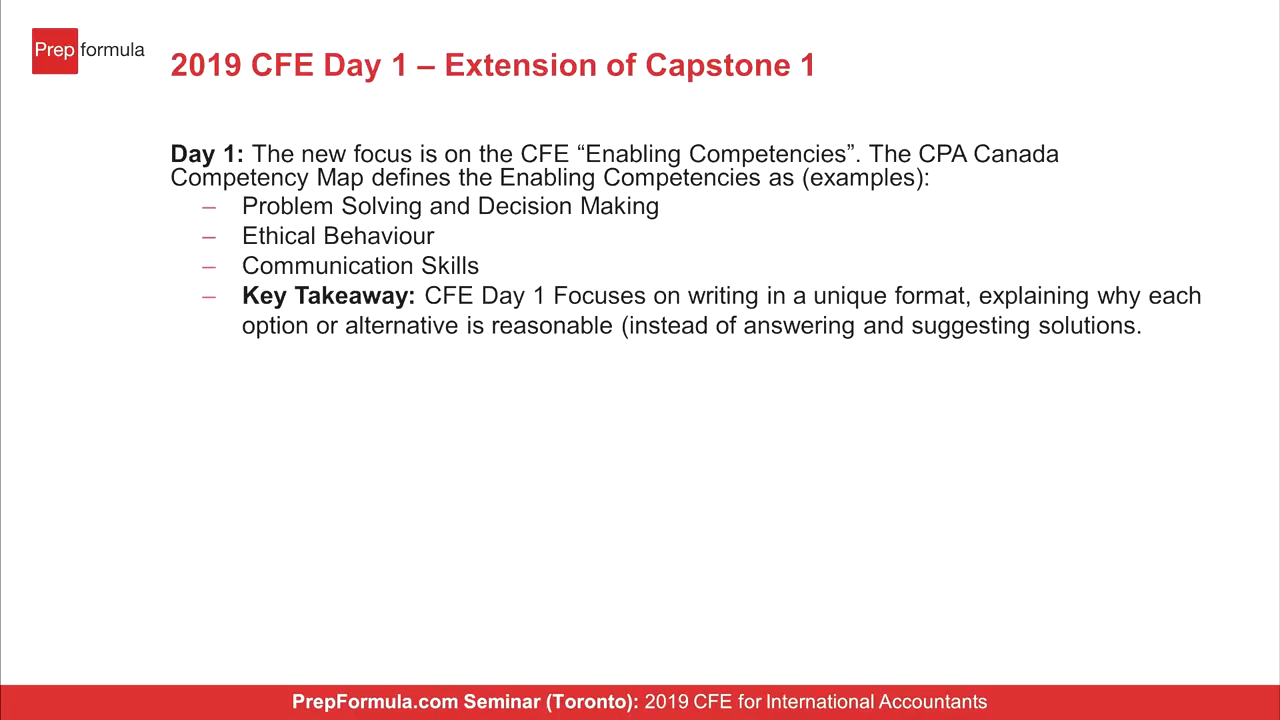 Prep formula
2019 CFE Day 1 – Extension of Capstone 1
Day 1: The new focus is on the CFE “Enabling Competencies”. The CPA Canada
Competency Map defines the Enabling Competencies as (examples):
– Problem Solving and Decision Making
– Ethical Behaviour
– Communication Skills
– Key Takeaway: CFE Day 1 Focuses on writing in a unique format, explaining why each
option or alternative is reasonable (instead of answering and suggesting solutions.
PrepFormula.com Seminar (Toronto): 2019 CFE for International Accountants